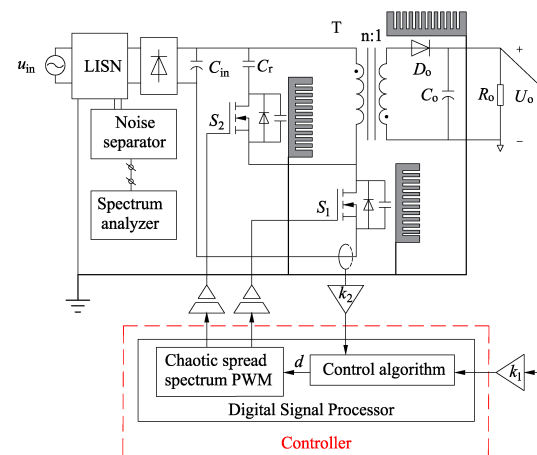 T n:1
u_in
LISN
C_in
C_r
D_o
C_o
R_o
U_o
+
−
S_2
Noise
separator
S_1
Spectrum
analyzer
k_2
Chaotic spread
spectrum PWM
d
Control algorithm
k_1
Digital Signal Processor
Controller